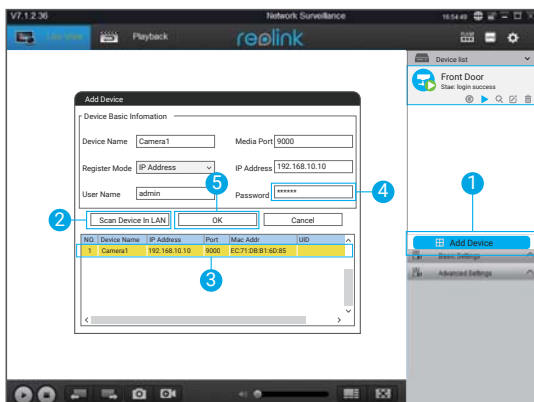 V7.1.2.36 Network Surveillance 16:54:49
Live View Playback reolink
Device list
Front Door
Stae: login success
Add Device
Device Basic Infomation
Device Name Camera1 Media Port 9000
Register Mode IP Address IP Address 192.168.10.10
User Name admin Password ******
5
4
1
2
Scan Device In LAN OK Cancel
NO. Device Name IP Address Port Mac Addr UID
1 Camera1 192.168.10.10 9000 EC:71:DB:B1:6D:85
3
Add Device
Basic Settings
Advanced Settings